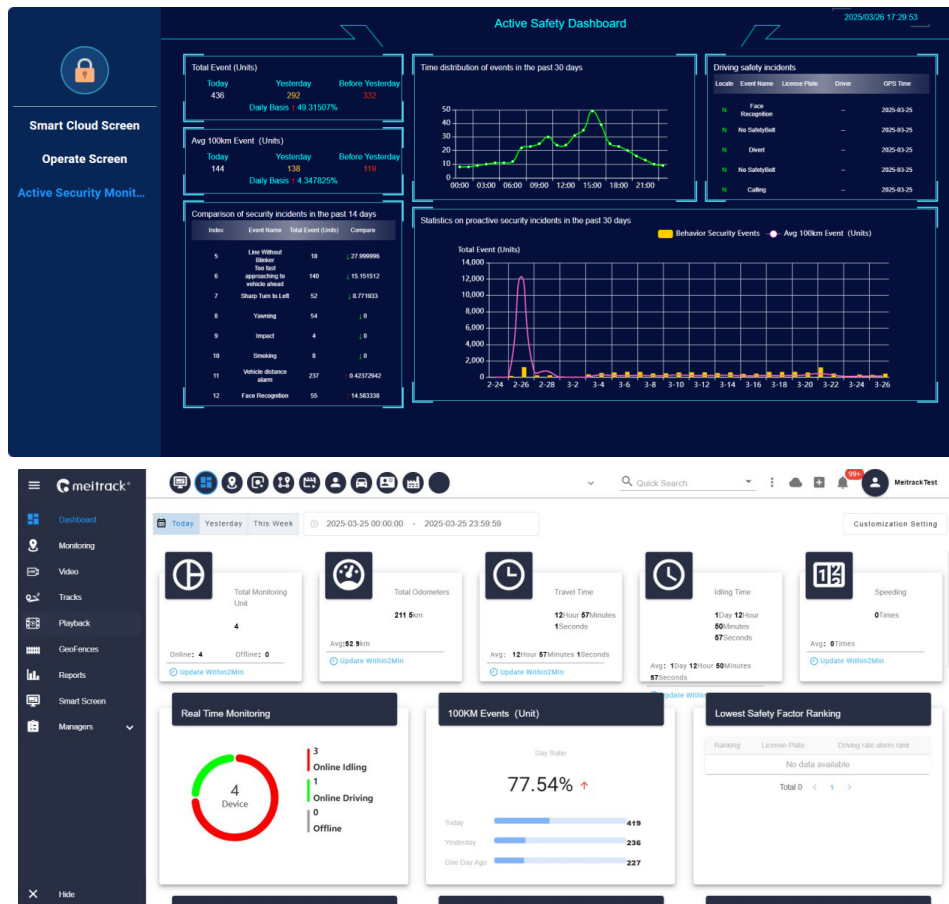 Active Safety Dashboard
2025/03/26 17:29:53
Smart Cloud Screen
Operate Screen
Active Security Monit...
Total Event (Units)
Today Yesterday Before Yesterday
436 292 332
Daily Basis ↑ 49.31507%
Avg 100km Event (Units)
Today Yesterday Before Yesterday
144 138 119
Daily Basis ↑ 4.347825%
Comparison of security incidents in the past 14 days
Index Event Name Total Event (Units) Compare
5 Line Without Blinker 18 ↓ 27.999996
6 Too fast approaching to vehicle ahead 140 ↓ 15.151512
7 Sharp Turn to Left 52 ↓ 8.771933
8 Yawning 54 ↓ 0
9 Impact 4 ↓ 0
10 Smoking 8 ↓ 0
11 Vehicle distance alarm 237 ↑ 0.42372942
12 Face Recognition 55 ↑ 14.583338
Time distribution of events in the past 30 days
50
40
30
20
10
0
00:00 03:00 06:00 09:00 12:00 15:00 18:00 21:00
Driving safety incidents
Locate Event Name License Plate Driver GPS Time
N Face Recognition -- 2025-03-25
N No SafetyBelt -- 2025-03-25
N Divert -- 2025-03-25
N No SafetyBelt -- 2025-03-25
N Calling -- 2025-03-25
Statistics on proactive security incidents in the past 30 days
Behavior Security Events Avg 100km Event (Units)
Total Event (Units)
14,000
12,000
10,000
8,000
6,000
4,000
2,000
0
2-24 2-26 2-28 3-2 3-4 3-6 3-8 3-10 3-12 3-14 3-16 3-18 3-20 3-22 3-24 3-26
meitrack®
Quick Search
99+
MeitrackTest
Dashboard
Monitoring
Video
Tracks
Playback
GeoFences
Reports
Smart Screen
Managers
Hide
Today Yesterday This Week
2025-03-25 00:00:00 - 2025-03-25 23:59:59
Customization Setting
Total Monitoring Unit
4
Online: 4 Offline: 0
Update Within2Min
Total Odometers
211.5km
Avg:52.9km
Update Within2Min
Travel Time
12Hour 57Minutes
1Seconds
Avg: 12Hour 57Minutes 1Seconds
Update Within2Min
Idling Time
1Day 12Hour
50Minutes
57Seconds
Avg: 1Day 12Hour 50Minutes
57Seconds
Update Within
Speeding
0Times
Avg: 0Times
Update Within2Min
Real Time Monitoring
4
Device
3
Online Idling
1
Online Driving
0
Offline
100KM Events (Unit)
Day Ratio
77.54% ↑
Today 419
Yesterday 236
One Day Ago 227
Lowest Safety Factor Ranking
Ranking License-Plate Driving rate alarm rank
No data available
Total 0 < 1 >